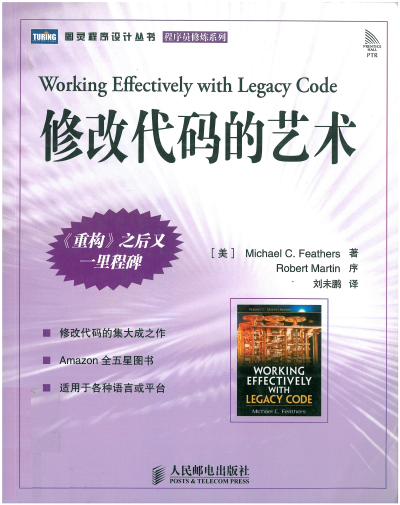 TURING 图灵程序设计丛书 程序员修炼系列
PRENTICE
HALL
PTR
Working Effectively with Legacy Code
修改代码的艺术
《重构》之后又
一里程碑
[美] Michael C. Feathers 著
Robert Martin 序
刘未鹏 译
修改代码的集大成之作
Amazon 全五星图书
适用于各种语言或平台
WORKING
EFFECTIVELY
WITH
LEGACY CODE
Michael C. Feathers
人民邮电出版社
POSTS & TELECOM PRESS